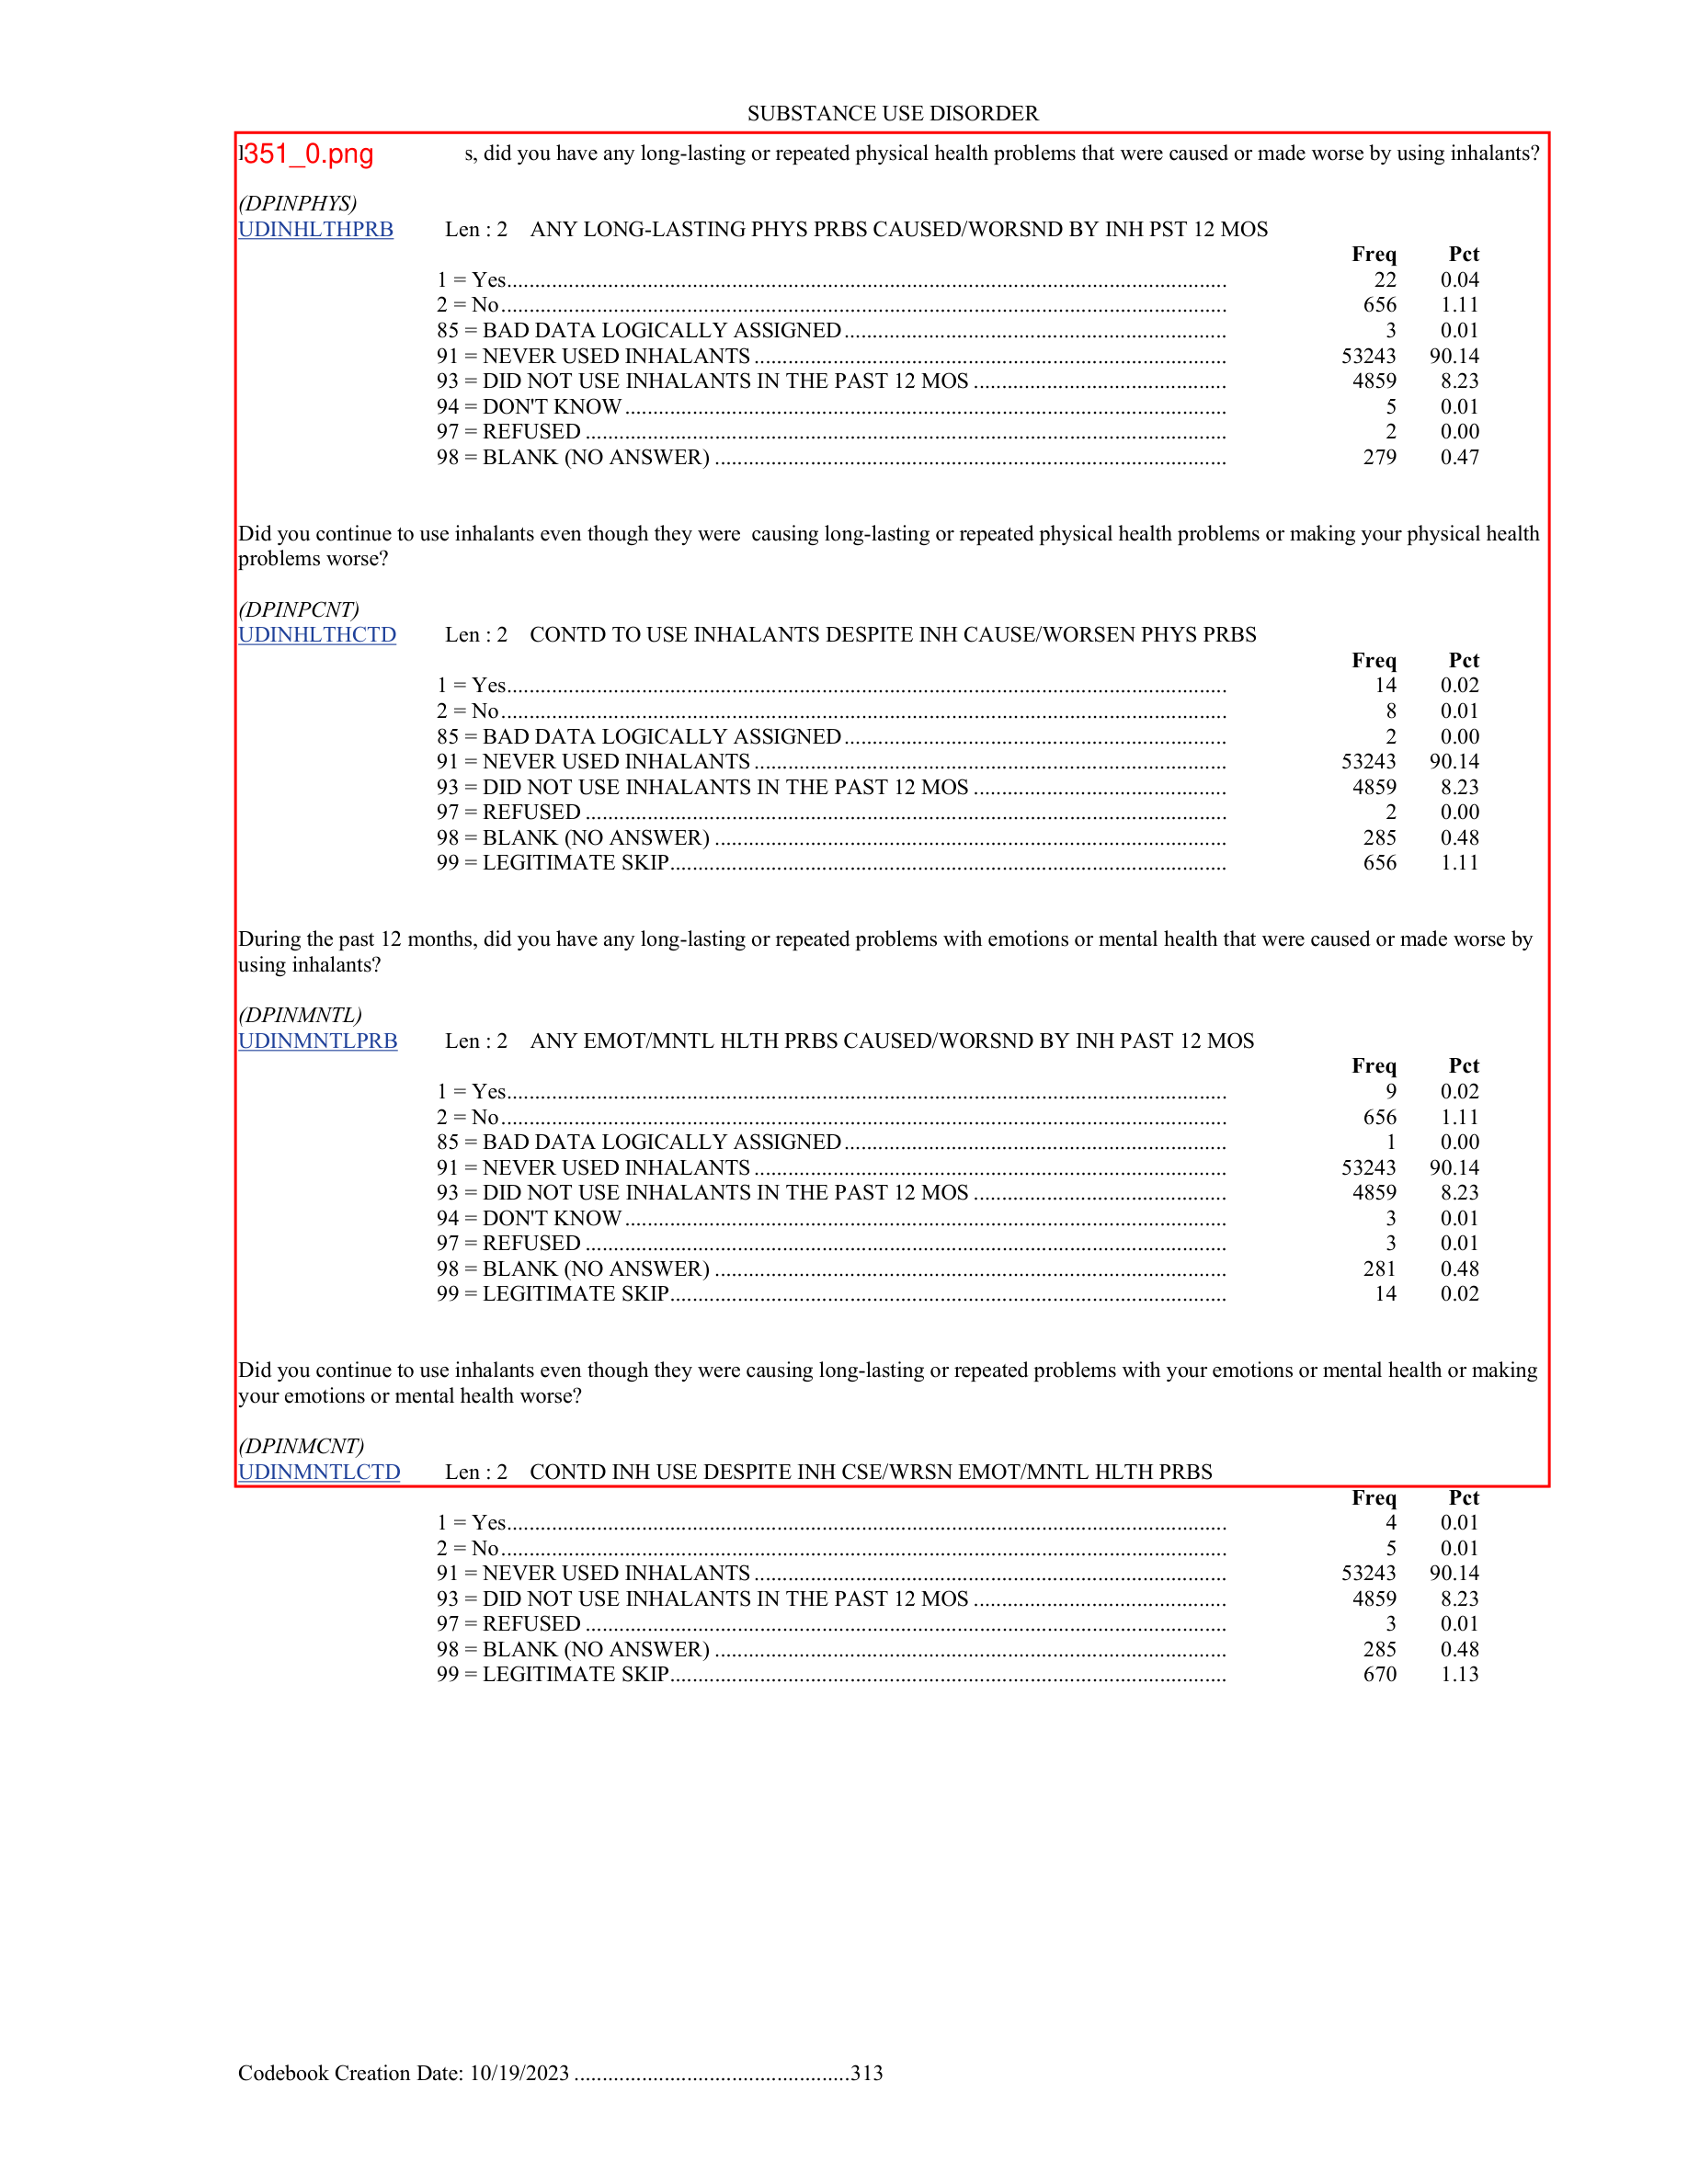 SUBSTANCE USE DISORDER
351_0.png s, did you have any long-lasting or repeated physical health problems that were caused or made worse by using inhalants?
(DPINPHYS)
UDINHLTHPRB Len : 2 ANY LONG-LASTING PHYS PRBS CAUSED/WORSND BY INH PST 12 MOS
Freq Pct
1 = Yes................................................................................................................................ 22 0.04
2 = No................................................................................................................................. 656 1.11
85 = BAD DATA LOGICALLY ASSIGNED.................................................................... 3 0.01
91 = NEVER USED INHALANTS .................................................................................... 53243 90.14
93 = DID NOT USE INHALANTS IN THE PAST 12 MOS ............................................. 4859 8.23
94 = DON'T KNOW........................................................................................................... 5 0.01
97 = REFUSED .................................................................................................................. 2 0.00
98 = BLANK (NO ANSWER) ........................................................................................... 279 0.47
Did you continue to use inhalants even though they were causing long-lasting or repeated physical health problems or making your physical health
problems worse?
(DPINPCNT)
UDINHLTHCTD Len : 2 CONTD TO USE INHALANTS DESPITE INH CAUSE/WORSEN PHYS PRBS
Freq Pct
1 = Yes................................................................................................................................ 14 0.02
2 = No................................................................................................................................. 8 0.01
85 = BAD DATA LOGICALLY ASSIGNED.................................................................... 2 0.00
91 = NEVER USED INHALANTS .................................................................................... 53243 90.14
93 = DID NOT USE INHALANTS IN THE PAST 12 MOS ............................................. 4859 8.23
97 = REFUSED .................................................................................................................. 2 0.00
98 = BLANK (NO ANSWER) ........................................................................................... 285 0.48
99 = LEGITIMATE SKIP................................................................................................... 656 1.11
During the past 12 months, did you have any long-lasting or repeated problems with emotions or mental health that were caused or made worse by
using inhalants?
(DPINMNTL)
UDINMNTLPRB Len : 2 ANY EMOT/MNTL HLTH PRBS CAUSED/WORSND BY INH PAST 12 MOS
Freq Pct
1 = Yes................................................................................................................................ 9 0.02
2 = No................................................................................................................................. 656 1.11
85 = BAD DATA LOGICALLY ASSIGNED.................................................................... 1 0.00
91 = NEVER USED INHALANTS .................................................................................... 53243 90.14
93 = DID NOT USE INHALANTS IN THE PAST 12 MOS ............................................. 4859 8.23
94 = DON'T KNOW........................................................................................................... 3 0.01
97 = REFUSED .................................................................................................................. 3 0.01
98 = BLANK (NO ANSWER) ........................................................................................... 281 0.48
99 = LEGITIMATE SKIP................................................................................................... 14 0.02
Did you continue to use inhalants even though they were causing long-lasting or repeated problems with your emotions or mental health or making
your emotions or mental health worse?
(DPINMCNT)
UDINMNTLCTD Len : 2 CONTD INH USE DESPITE INH CSE/WRSN EMOT/MNTL HLTH PRBS
Freq Pct
1 = Yes................................................................................................................................ 4 0.01
2 = No................................................................................................................................. 5 0.01
91 = NEVER USED INHALANTS .................................................................................... 53243 90.14
93 = DID NOT USE INHALANTS IN THE PAST 12 MOS ............................................. 4859 8.23
97 = REFUSED .................................................................................................................. 3 0.01
98 = BLANK (NO ANSWER) ........................................................................................... 285 0.48
99 = LEGITIMATE SKIP................................................................................................... 670 1.13
Codebook Creation Date: 10/19/2023 .................................................313